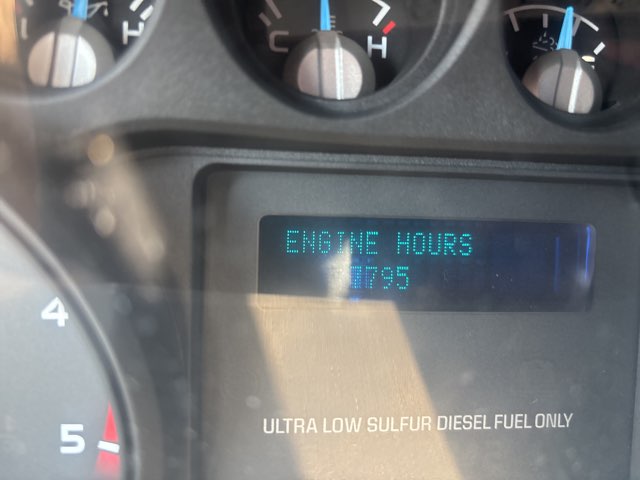 H
C H
ENGINE HOURS
795
4
5
ULTRA LOW SULFUR DIESEL FUEL ONLY